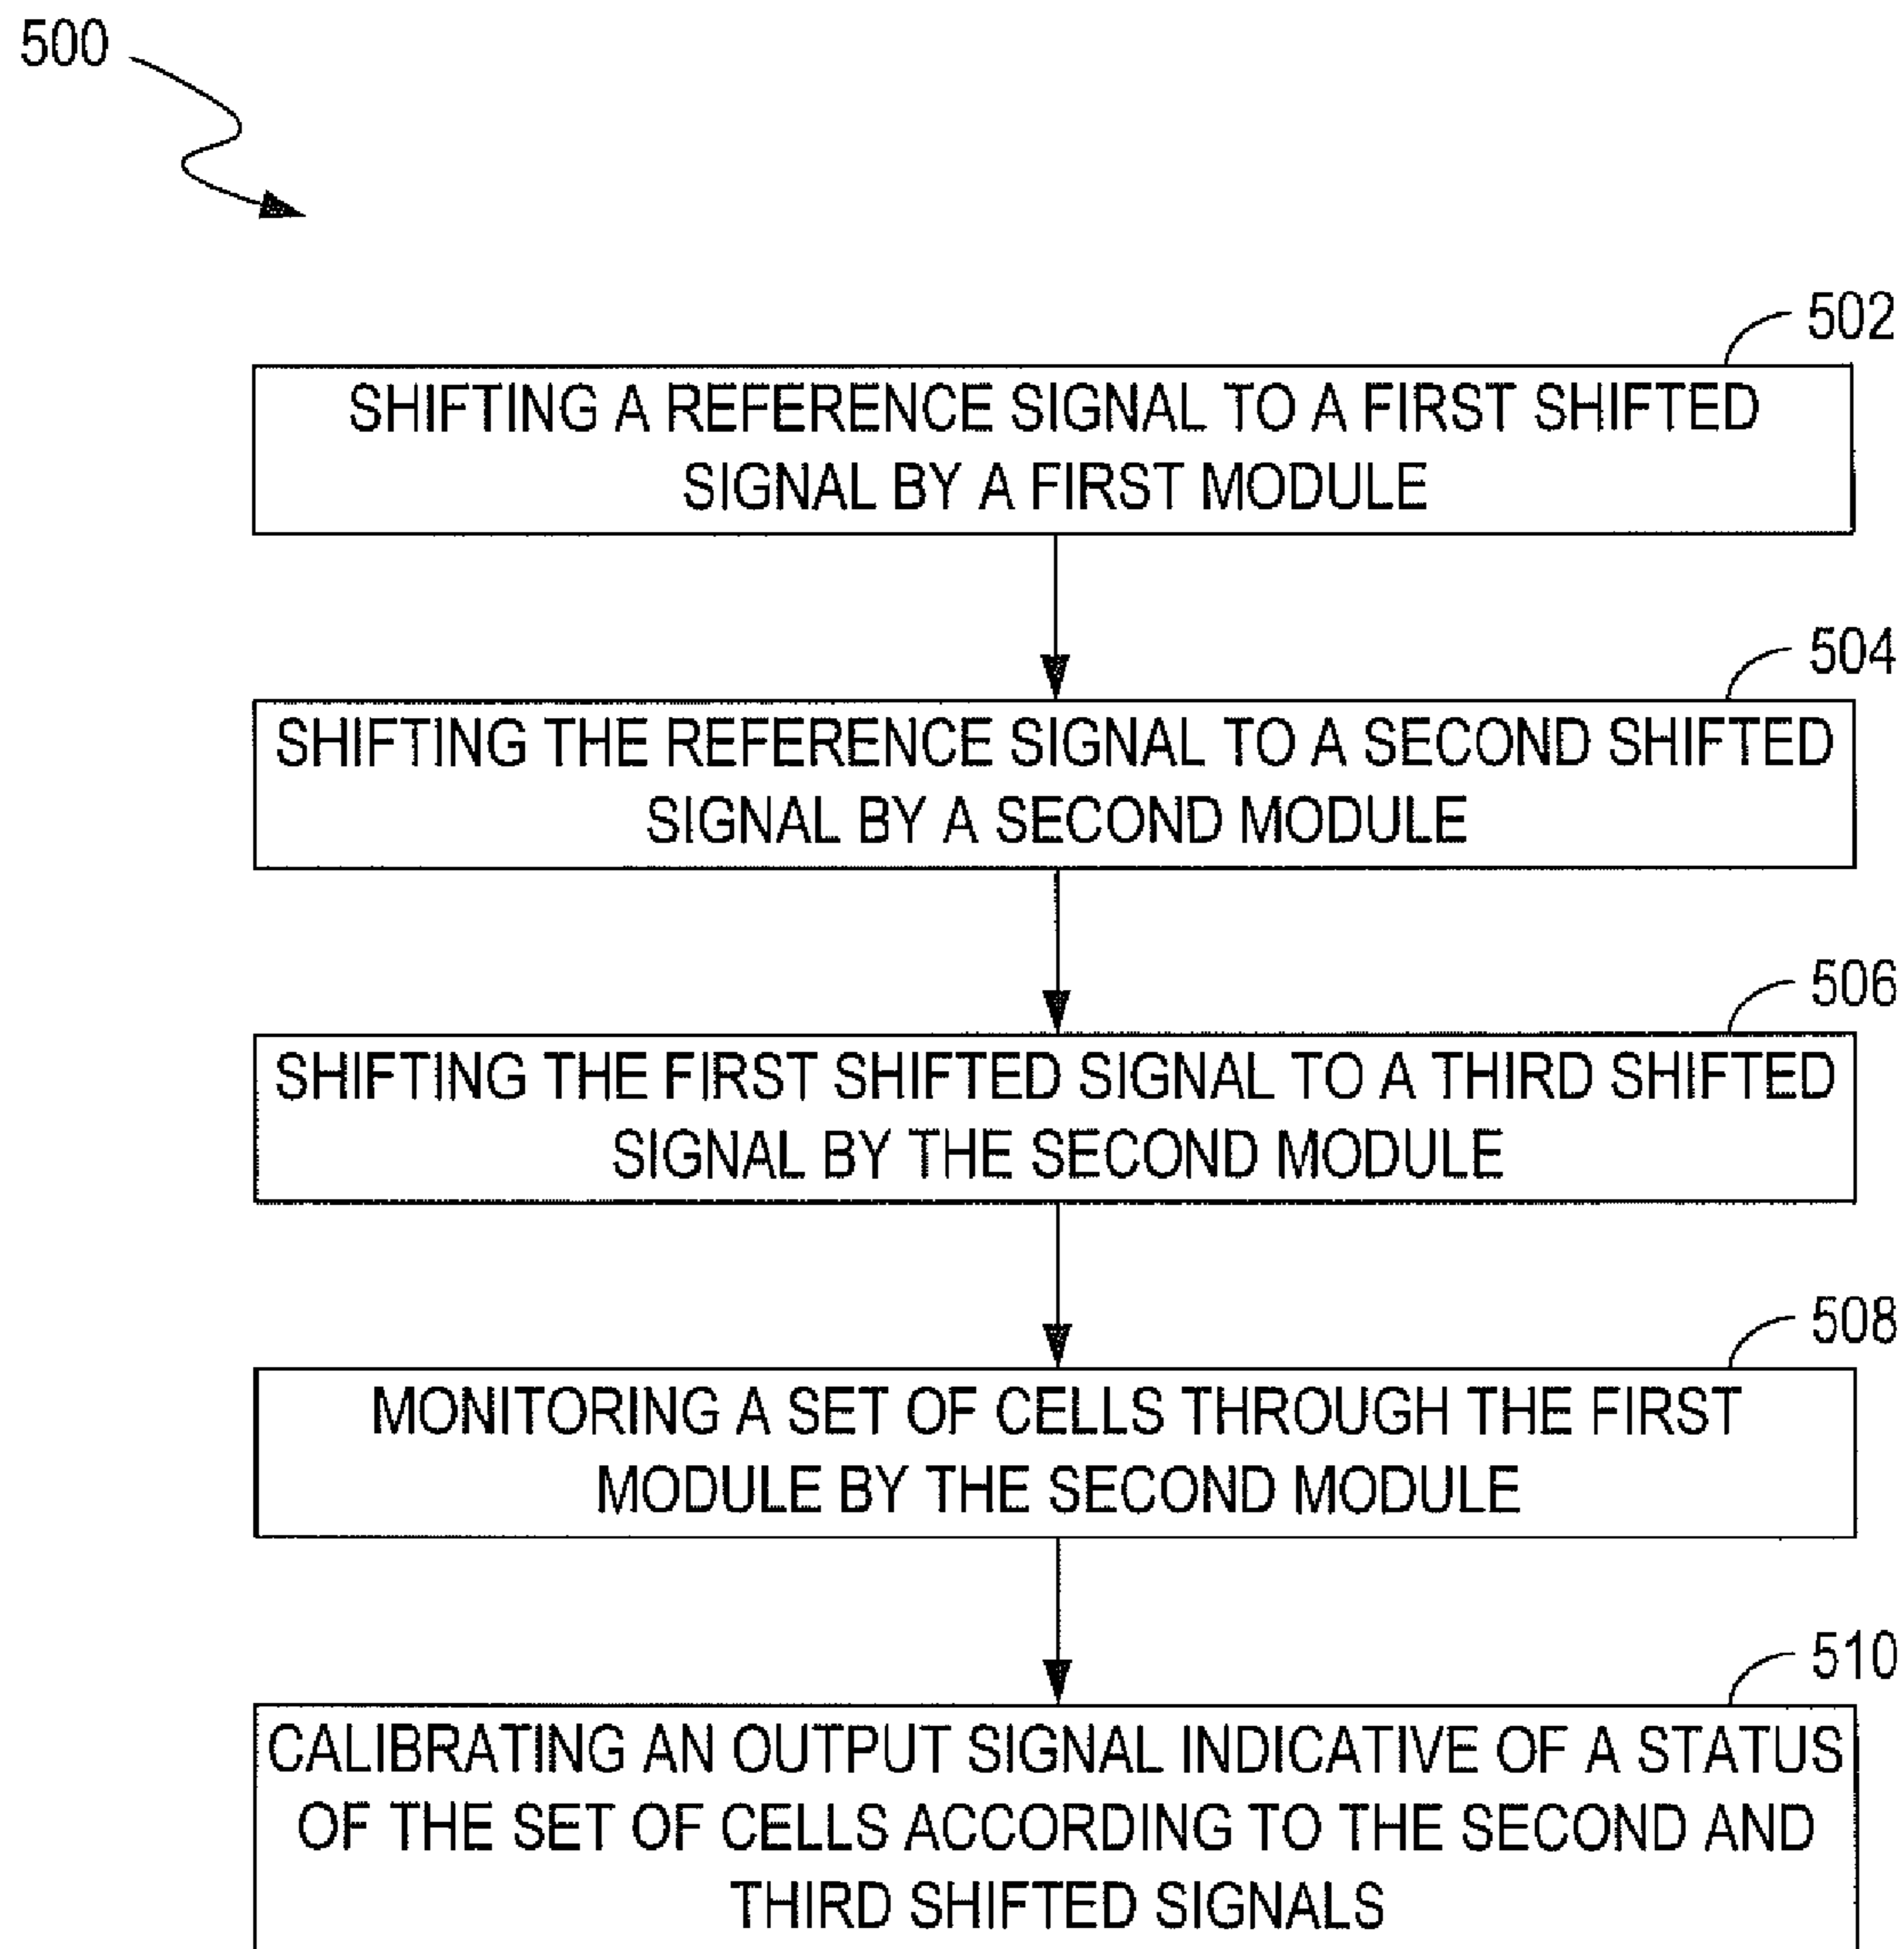 500
502
SHIFTING A REFERENCE SIGNAL TO A FIRST SHIFTED
SIGNAL BY A FIRST MODULE
504
SHIFTING THE REFERENCE SIGNAL TO A SECOND SHIFTED
SIGNAL BY A SECOND MODULE
506
SHIFTING THE FIRST SHIFTED SIGNAL TO A THIRD SHIFTED
SIGNAL BY THE SECOND MODULE
508
MONITORING A SET OF CELLS THROUGH THE FIRST
MODULE BY THE SECOND MODULE
510
CALIBRATING AN OUTPUT SIGNAL INDICATIVE OF A STATUS
OF THE SET OF CELLS ACCORDING TO THE SECOND AND
THIRD SHIFTED SIGNALS